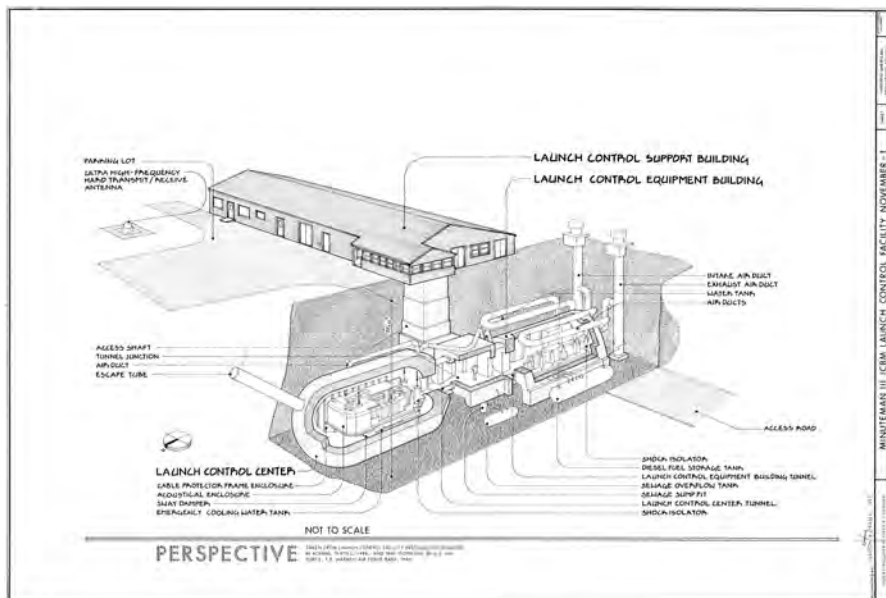 PARKING LOT
ULTRA HIGH-FREQUENCY
HARD TRANSMIT/RECEIVE
ANTENNA
LAUNCH CONTROL SUPPORT BUILDING
LAUNCH CONTROL EQUIPMENT BUILDING
INTAKE AIR DUCT
EXHAUST AIR DUCT
WATER TANK
AIR DUCTS
ACCESS SHAFT
TUNNEL JUNCTION
AIR DUCT
ESCAPE TUBE
ACCESS ROAD
LAUNCH CONTROL CENTER
CABLE PROTECTOR FRAME ENCLOSURE
ACOUSTICAL ENCLOSURE
SWAY DAMPER
EMERGENCY COOLING WATER TANK
SHOCK ISOLATOR
DIESEL FUEL STORAGE TANK
LAUNCH CONTROL EQUIPMENT BUILDING TUNNEL
SEWAGE OVERFLOW TANK
SEWAGE SUMP PIT
LAUNCH CONTROL CENTER TUNNEL
SHOCK ISOLATOR
NOT TO SCALE
PERSPECTIVE
MINUTEMAN III ICBM LAUNCH CONTROL FACILITY NOVEMBER-1